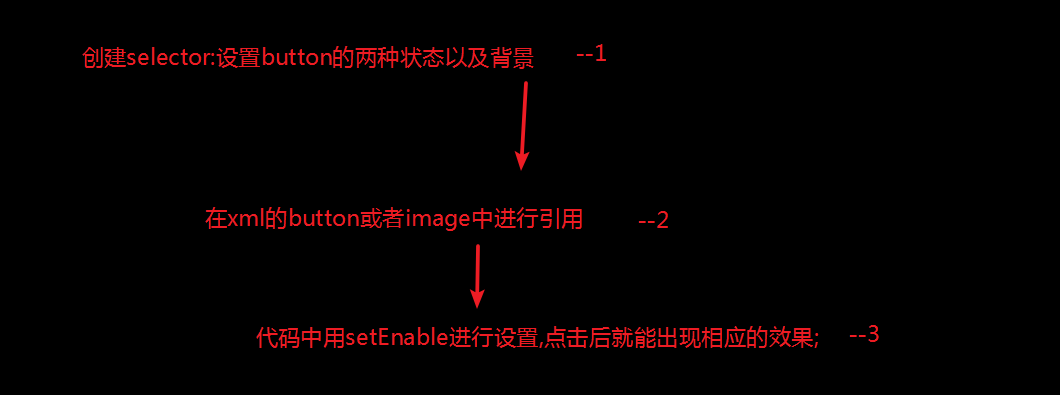 创建selector:设置button的两种状态以及背景 --1
在xml的button或者image中进行引用 --2
代码中用setEnable进行设置,点击后就能出现相应的效果; --3